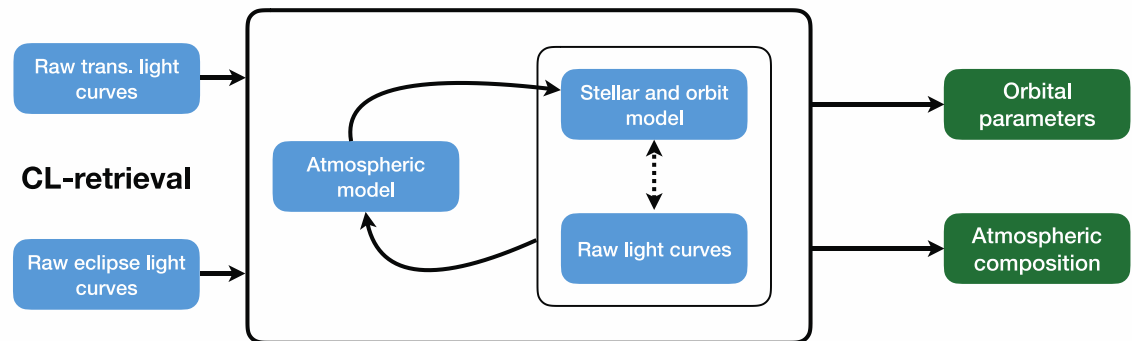 Raw trans. light
curves
CL-retrieval
Raw eclipse light
curves
Atmospheric
model
Stellar and orbit
model
Raw light curves
Orbital
parameters
Atmospheric
composition